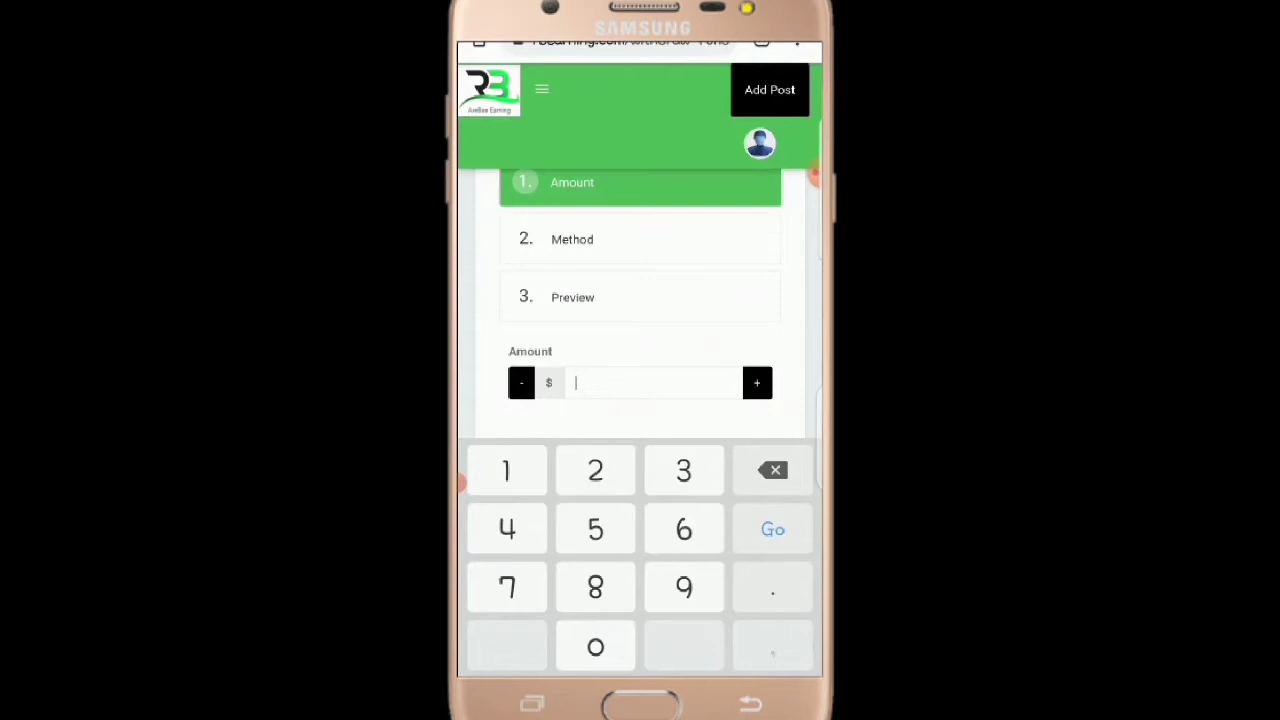 SAMSUNG
RB
Add Post
1. Amount
2. Method
3. Preview
Amount
- $ +
1 2 3
4 5 6 Go
7 8 9 .
0 ,